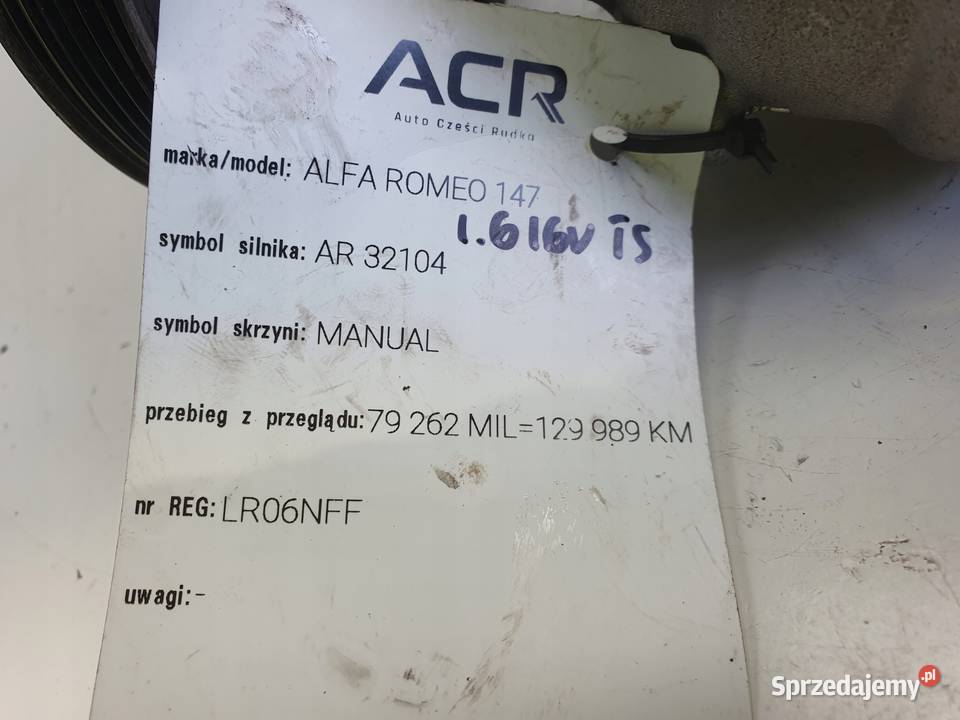 ACR
Auto Części Rudka
marka/model: ALFA ROMEO 147
1.6 16V TS
symbol silnika: AR 32104
symbol skrzyni: MANUAL
przebieg z przeglądu: 79 262 MIL=129 989 KM
nr REG: LR06NFF
uwagi: -
Sprzedajemy.pl